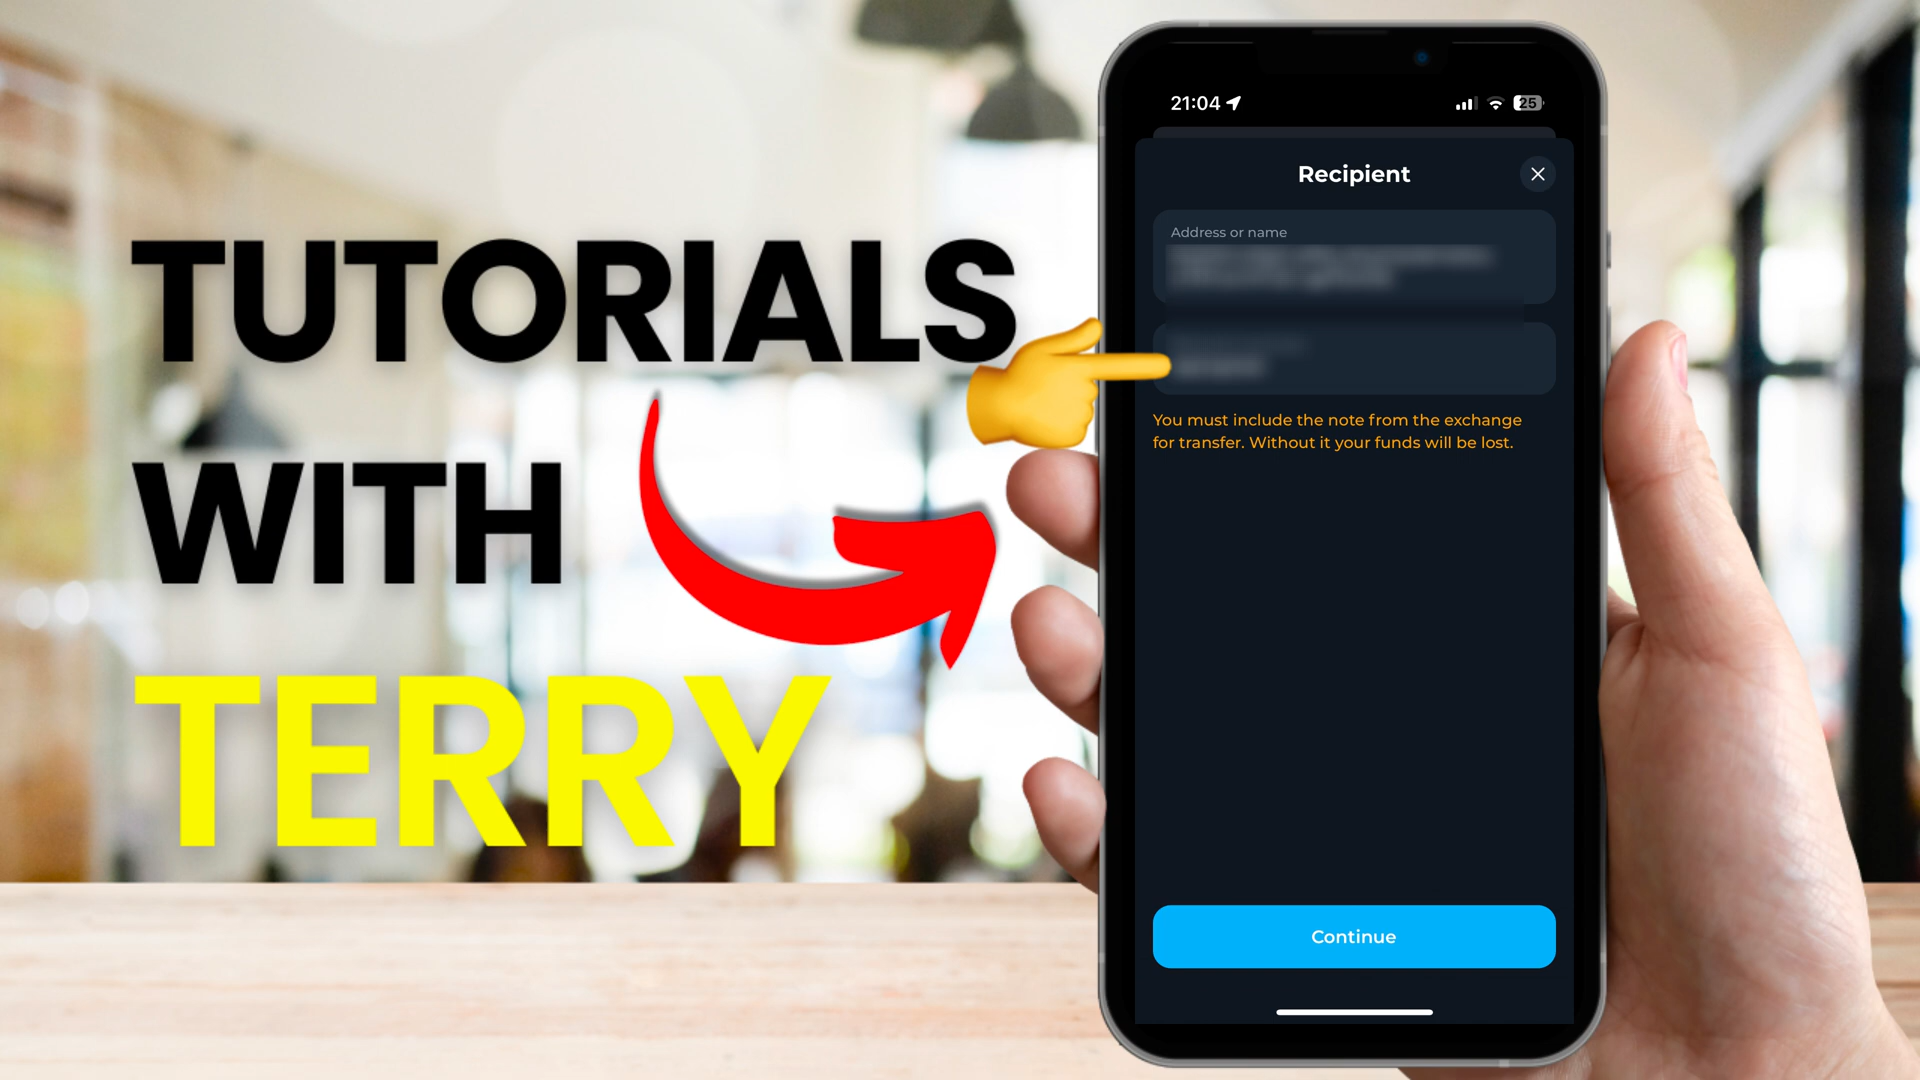 TUTORIALS
WITH
TERRY
21:04
25
Recipient
Address or name
You must include the note from the exchange
for transfer. Without it your funds will be lost.
Continue